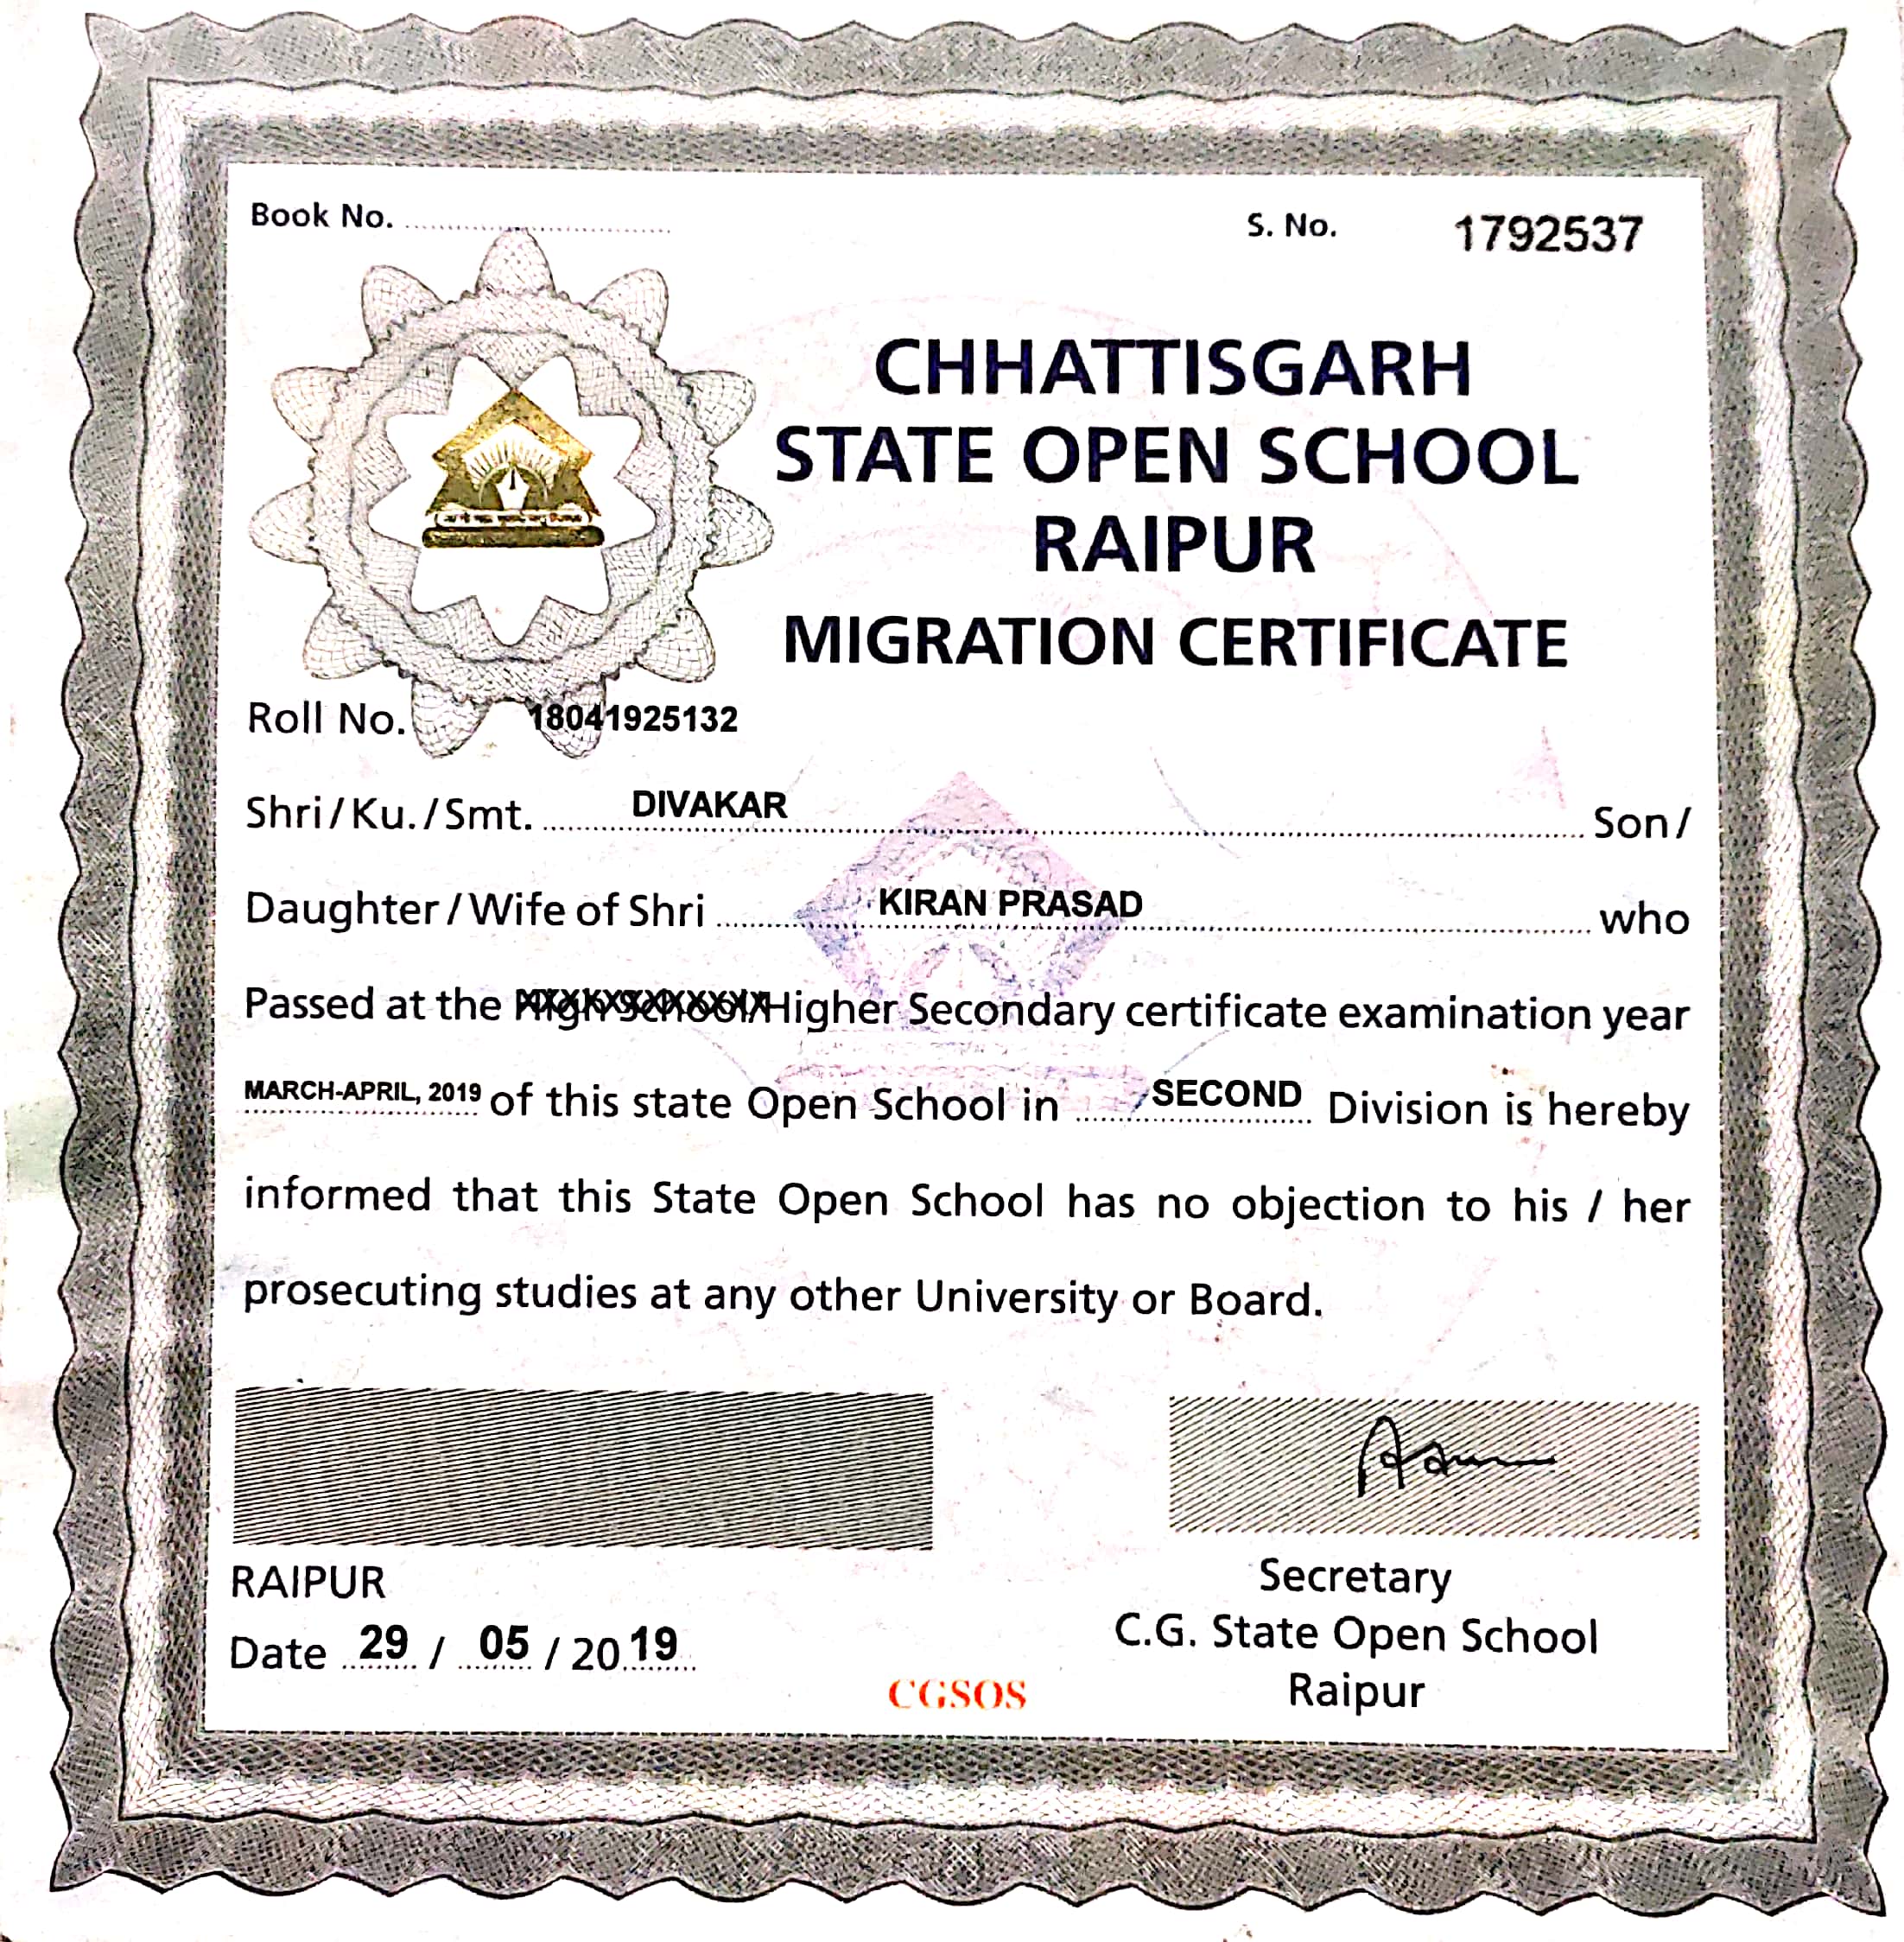 Book No. ........................
S. No. 1792537
CHHATTISGARH
STATE OPEN SCHOOL
RAIPUR
MIGRATION CERTIFICATE
Roll No. 18041925132
Shri/Ku./Smt. DIVAKAR Son/
Daughter/Wife of Shri KIRAN PRASAD who
Passed at the High School/Higher Secondary certificate examination year
MARCH-APRIL, 2019 of this state Open School in SECOND Division is hereby
informed that this State Open School has no objection to his / her
prosecuting studies at any other University or Board.
RAIPUR
Date 29 / 05 / 2019
Secretary
C.G. State Open School
Raipur
CGSOS